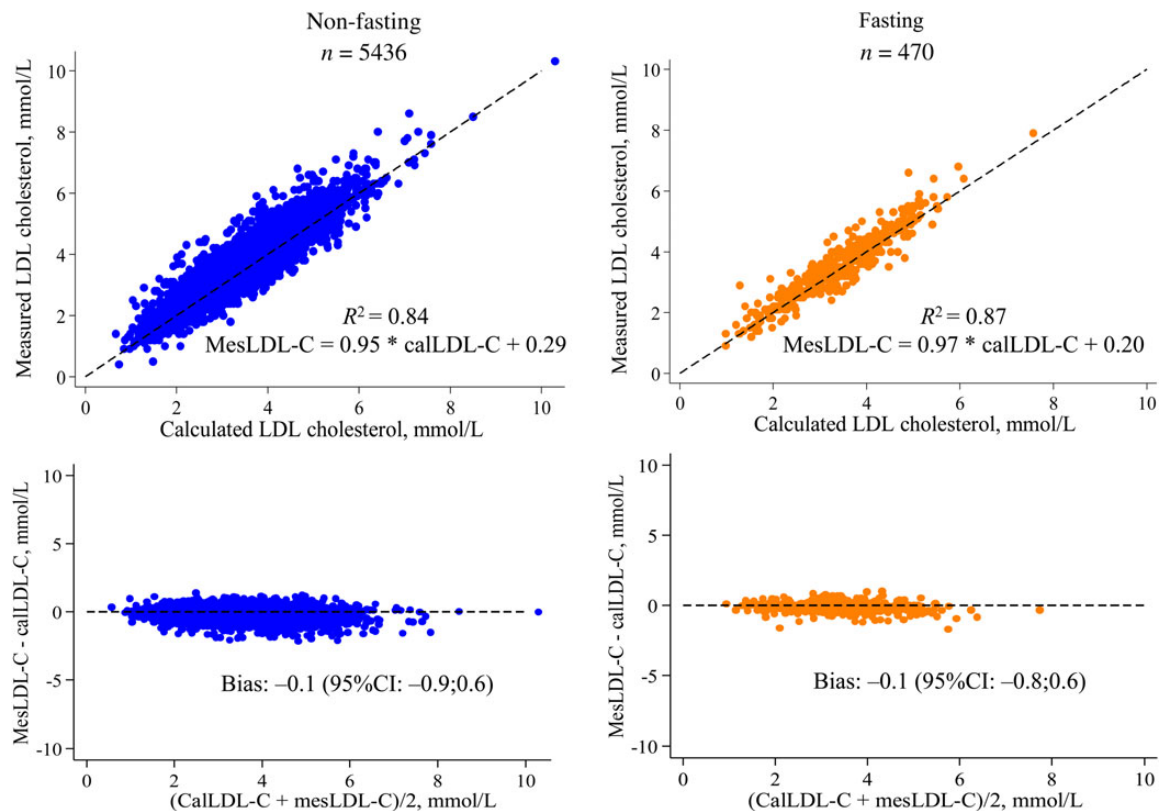 Non-fasting
n = 5436
Measured LDL cholesterol, mmol/L
10
8
6
4
2
0
R² = 0.84
MesLDL-C = 0.95 * calLDL-C + 0.29
0 2 4 6 8 10
Calculated LDL cholesterol, mmol/L
Fasting
n = 470
Measured LDL cholesterol, mmol/L
10
8
6
4
2
0
R² = 0.87
MesLDL-C = 0.97 * calLDL-C + 0.20
0 2 4 6 8 10
Calculated LDL cholesterol, mmol/L
MesLDL-C - calLDL-C, mmol/L
10
5
0
-5
-10
Bias: –0.1 (95%CI: –0.9;0.6)
0 2 4 6 8 10
(CalLDL-C + mesLDL-C)/2, mmol/L
MesLDL-C - calLDL-C, mmol/L
10
5
0
-5
-10
Bias: –0.1 (95%CI: –0.8;0.6)
0 2 4 6 8 10
(CalLDL-C + mesLDL-C)/2, mmol/L